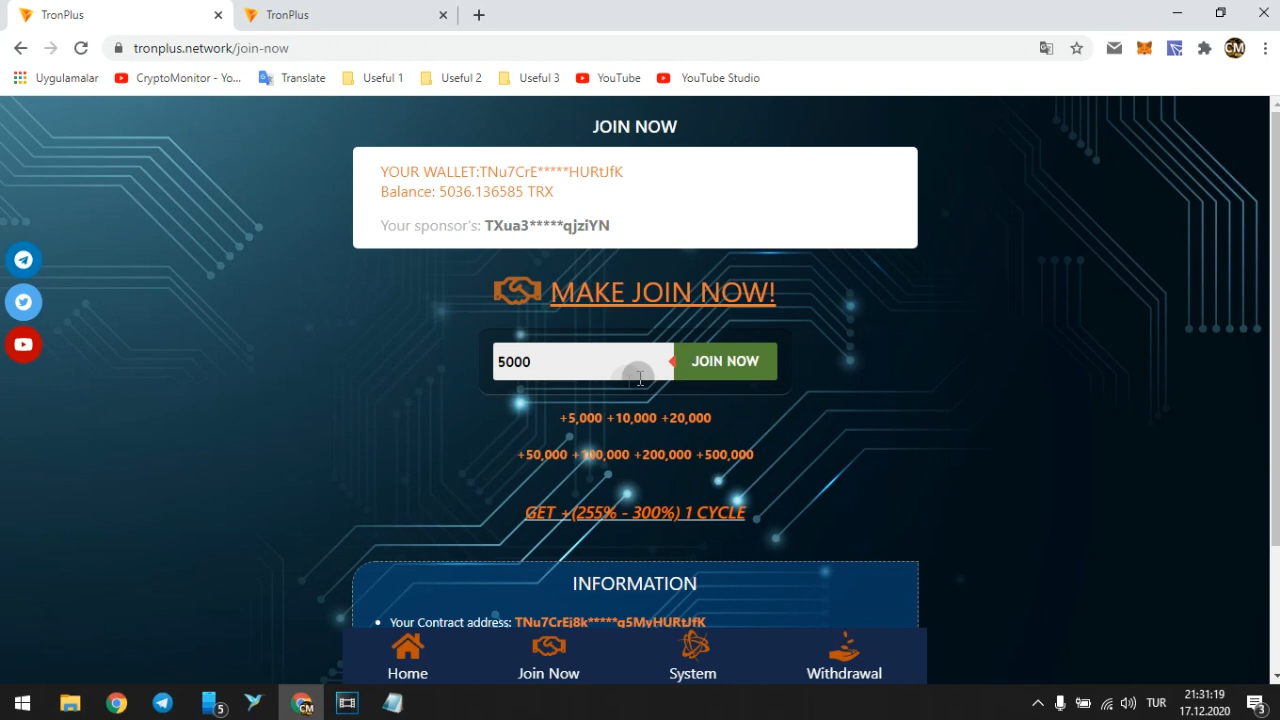 TronPlus
TronPlus
tronplus.network/join-now
CM
Uygulamalar
CryptoMonitor - Yo...
Translate
Useful 1
Useful 2
Useful 3
YouTube
YouTube Studio
JOIN NOW
YOUR WALLET:TNu7CrE*****HURtJfK
Balance: 5036.136585 TRX
Your sponsor's: TXua3*****qjziYN
MAKE JOIN NOW!
5000
JOIN NOW
+5,000 +10,000 +20,000
+50,000 +100,000 +200,000 +500,000
GET +(255% - 300%) 1 CYCLE
INFORMATION
Your Contract address: TNu7CrEj8k*****q5MyHURtJfK
Home
Join Now
System
Withdrawal
5
CM
TUR
21:31:19
17.12.2020
3